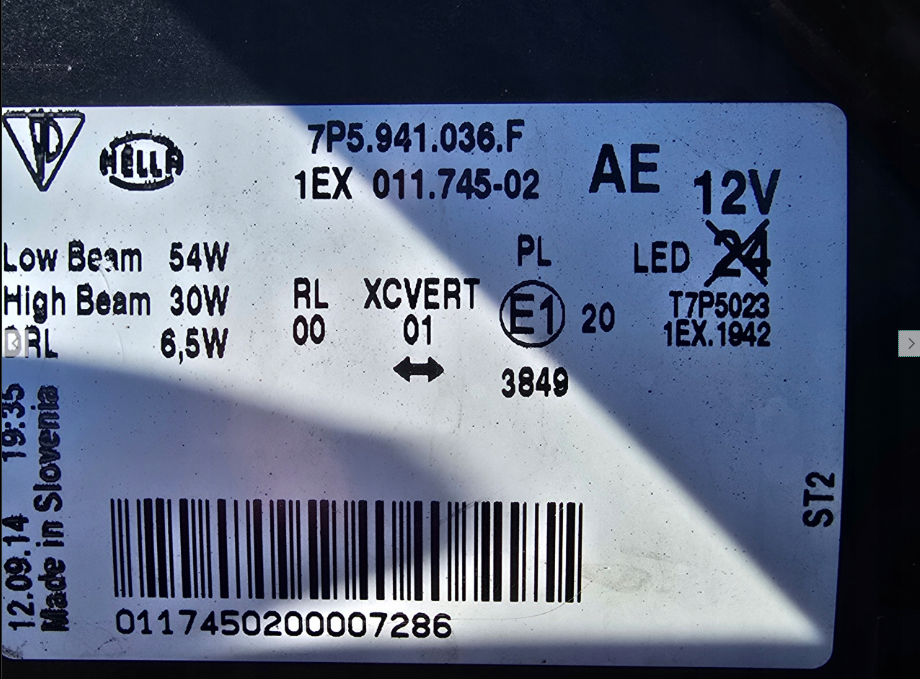 HELLA
7P5.941.036.F
1EX 011.745-02
AE
12V
Low Beam 54W
High Beam 30W
DRL 6,5W
RL
00
XCVERT
01
PL
E1 20
3849
LED 24
T7P5023
1EX.1942
12.09.14 19:35
Made in Slovenia
ST2
0117450200007286